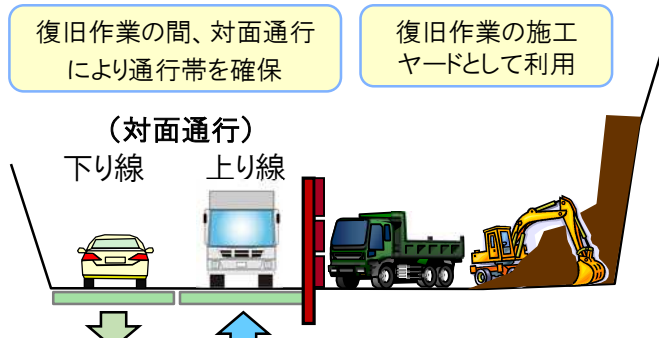 復旧作業の間、対面通行
により通行帯を確保
復旧作業の施工
ヤードとして利用
（対面通行）
下り線
上り線